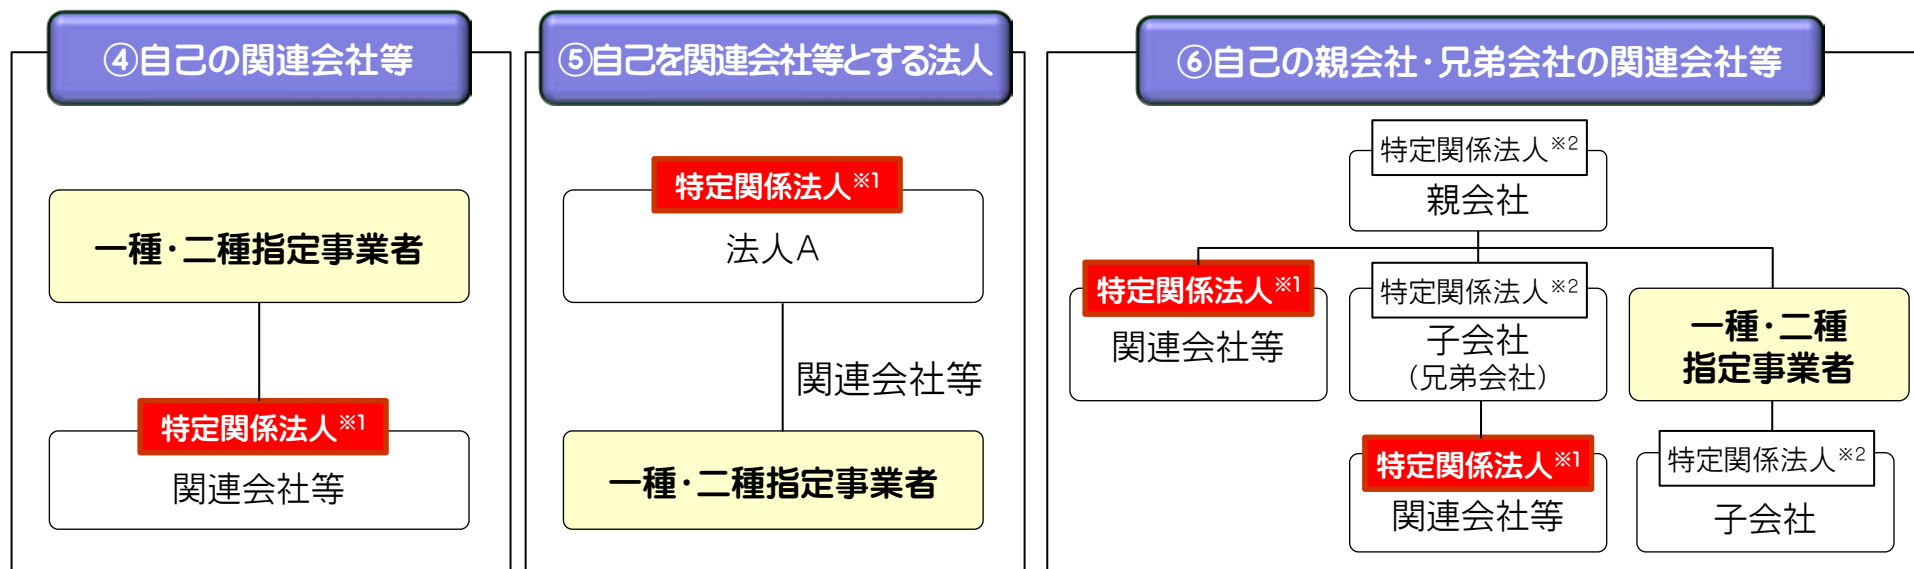 ④自己の関連会社等
一種・二種指定事業者
特定関係法人※1
関連会社等
⑤自己を関連会社等とする法人
特定関係法人※1
法人A
関連会社等
一種・二種指定事業者
⑥自己の親会社・兄弟会社の関連会社等
特定関係法人※2
親会社
特定関係法人※1
関連会社等
特定関係法人※2
子会社
（兄弟会社）
一種・二種
指定事業者
特定関係法人※1
関連会社等
特定関係法人※2
子会社